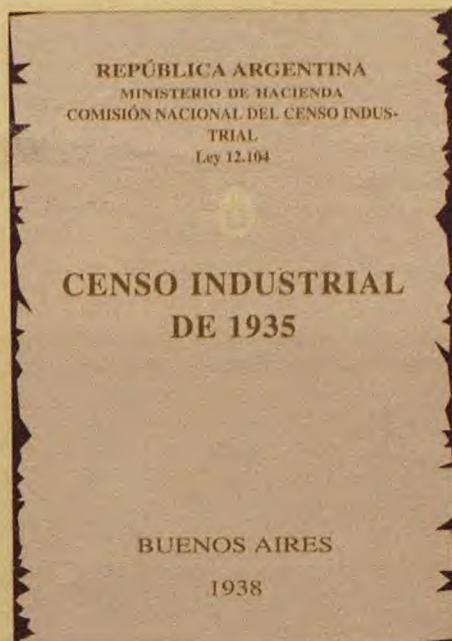 REPÚBLICA ARGENTINA
MINISTERIO DE HACIENDA
COMISIÓN NACIONAL DEL CENSO INDUS-
TRIAL
Ley 12.104
CENSO INDUSTRIAL
DE 1935
BUENOS AIRES
1938